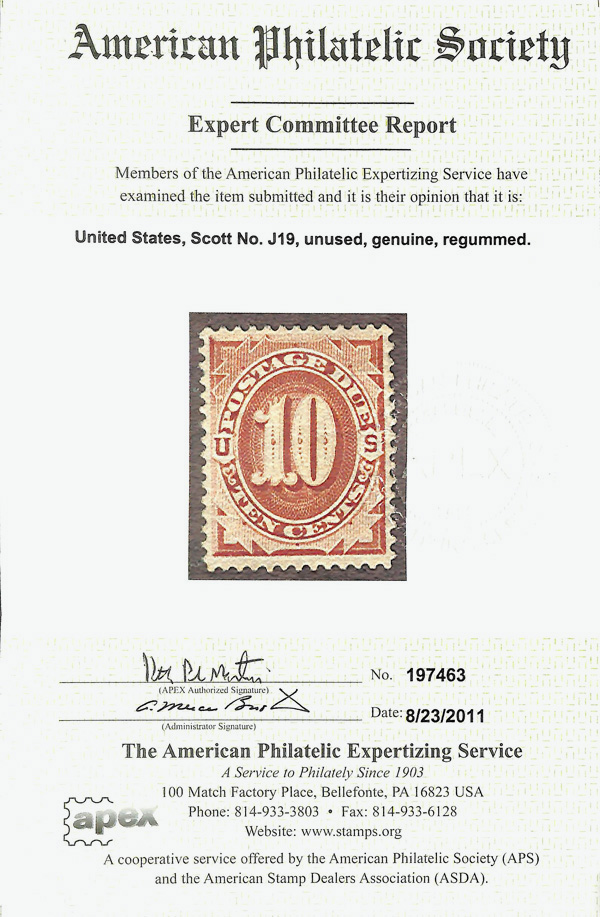 American Philatelic Society
Expert Committee Report
Members of the American Philatelic Expertizing Service have
examined the item submitted and it is their opinion that it is:
United States, Scott No. J19, unused, genuine, regummed.
POSTAGE DUE
U S
10
TEN CENTS
No. 197463
(APEX Authorized Signature)
Date: 8/23/2011
(Administrator Signature)
The American Philatelic Expertizing Service
A Service to Philately Since 1903
100 Match Factory Place, Bellefonte, PA 16823 USA
Phone: 814-933-3803 • Fax: 814-933-6128
Website: www.stamps.org
apex
A cooperative service offered by the American Philatelic Society (APS)
and the American Stamp Dealers Association (ASDA).